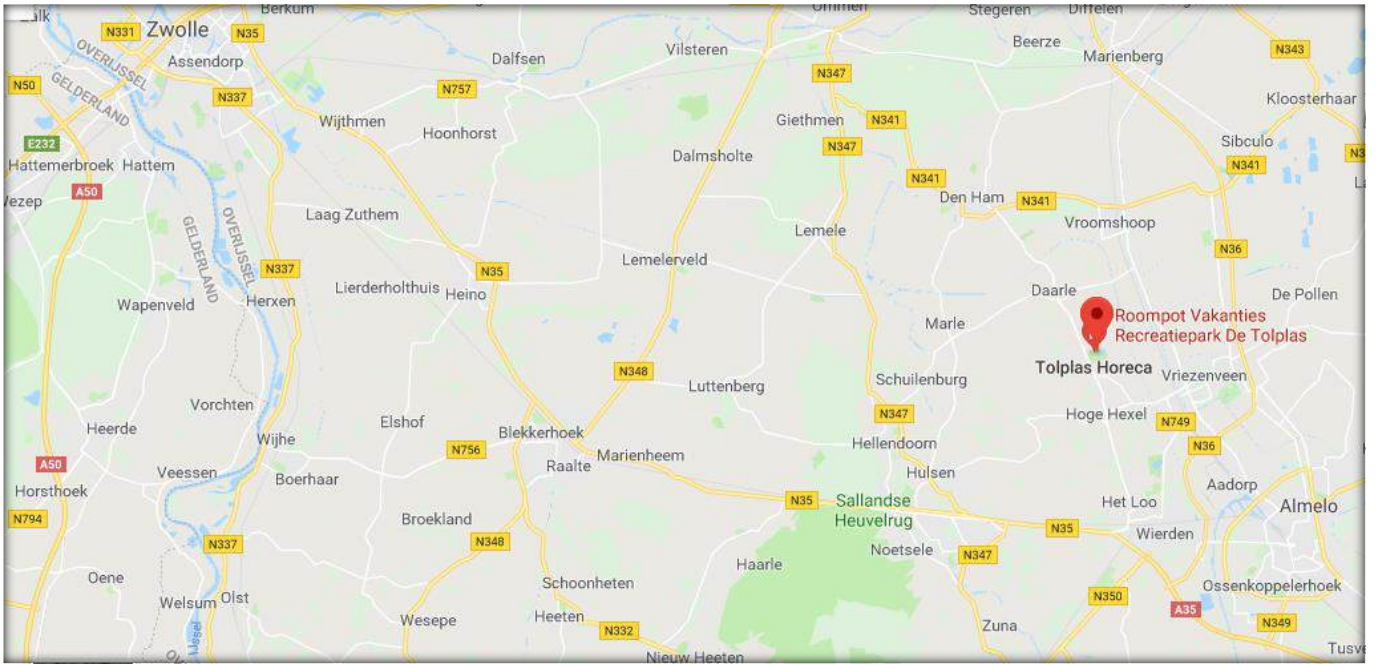 Berkum
Ommen
Stegeren
Diffelen
Zwolle
N331
N35
Assendorp
OVERIJSSEL
GELDERLAND
Vilsteren
Beerze
Marienberg
N343
Dalfsen
N50
N337
N757
N347
Kloosterhaar
Wijthmen
Hoonhorst
Giethmen
N341
E232
N347
Sibculo
Hattemerbroek
Hattem
Dalmsholte
N341
N341
A50
Den Ham
N341
Laag Zuthem
Vroomshoop
Lemele
OVERIJSSEL
GELDERLAND
N36
N337
N35
Lemelerveld
Lierderholthuis
Heino
Daarle
De Pollen
Wapenveld
Herxen
Roompot Vakanties
Recreatiepark De Tolplas
Marle
Tolplas Horeca
N348
Luttenberg
Schuilenburg
Vriezenveen
Vorchten
Elshof
N347
Hoge Hexel
N749
Heerde
Wijhe
Blekkerhoek
Hellendoorn
N36
N756
Marienheem
A50
Veessen
Boerhaar
Raalte
Hulsen
Horsthoek
Aadorp
N35
Sallandse
Heuvelrug
Het Loo
Almelo
N794
Broekland
N35
Wierden
N337
N348
Noetsele
N347
Haarle
Oene
Schoonheten
Ossenkoppelerhoek
Welsum
Olst
N350
A35
Wesepe
Heeten
N332
Zuna
N349
IJssel
Nieuw Heeten